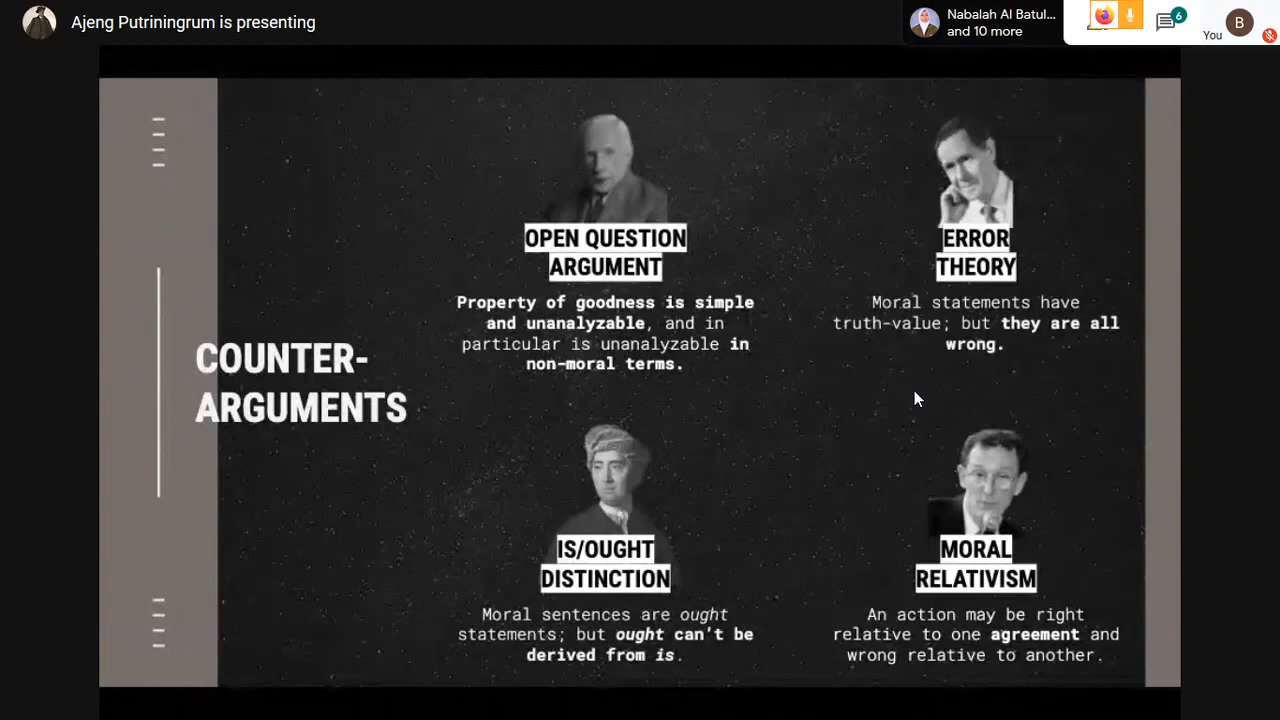 Ajeng Putriningrum is presenting
Nabalah Al Batul...
and 10 more
6
You
B
COUNTER-
ARGUMENTS
OPEN QUESTION
ARGUMENT
Property of goodness is simple
and unanalyzable, and in
particular is unanalyzable in
non-moral terms.
ERROR
THEORY
Moral statements have
truth-value; but they are all
wrong.
IS/OUGHT
DISTINCTION
Moral sentences are ought
statements; but ought can't be
derived from is.
MORAL
RELATIVISM
An action may be right
relative to one agreement and
wrong relative to another.